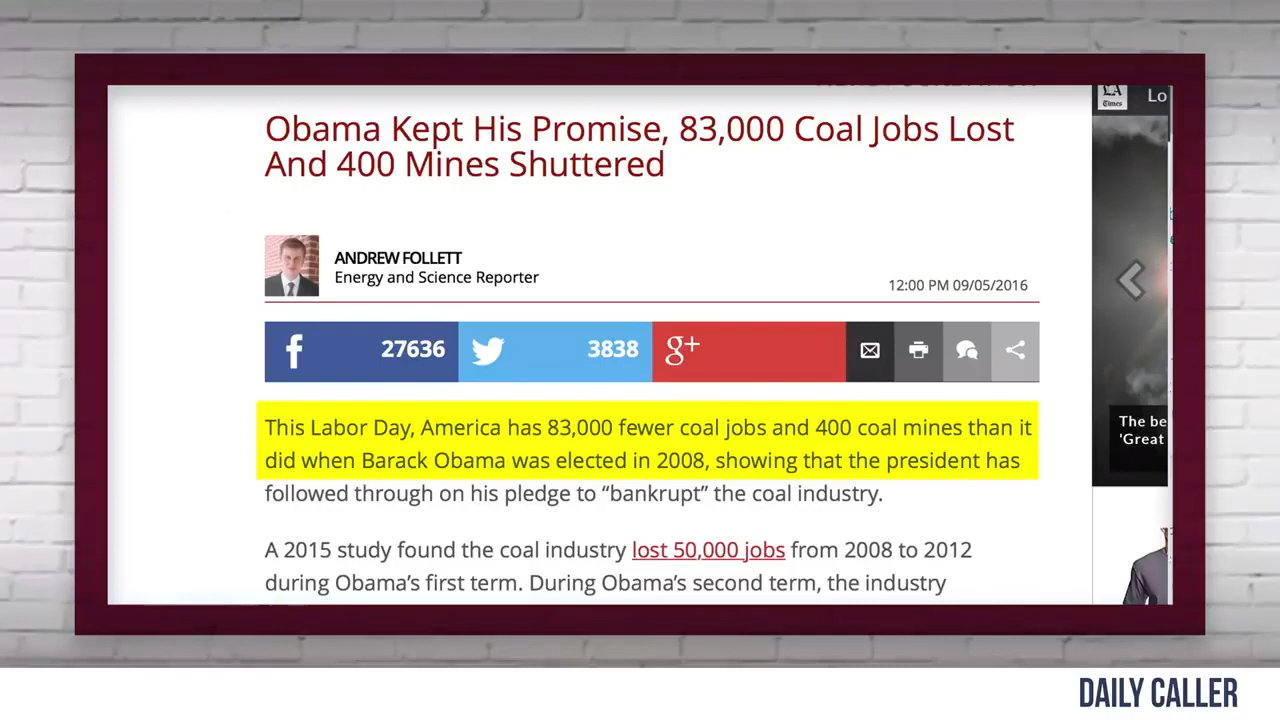 LA
Times
Lo
Obama Kept His Promise, 83,000 Coal Jobs Lost
And 400 Mines Shuttered
ANDREW FOLLETT
Energy and Science Reporter
12:00 PM 09/05/2016
f 27636
3838
g+
This Labor Day, America has 83,000 fewer coal jobs and 400 coal mines than it
did when Barack Obama was elected in 2008, showing that the president has
followed through on his pledge to “bankrupt” the coal industry.
The be
'Great
A 2015 study found the coal industry lost 50,000 jobs from 2008 to 2012
during Obama’s first term. During Obama’s second term, the industry
DAILY CALLER